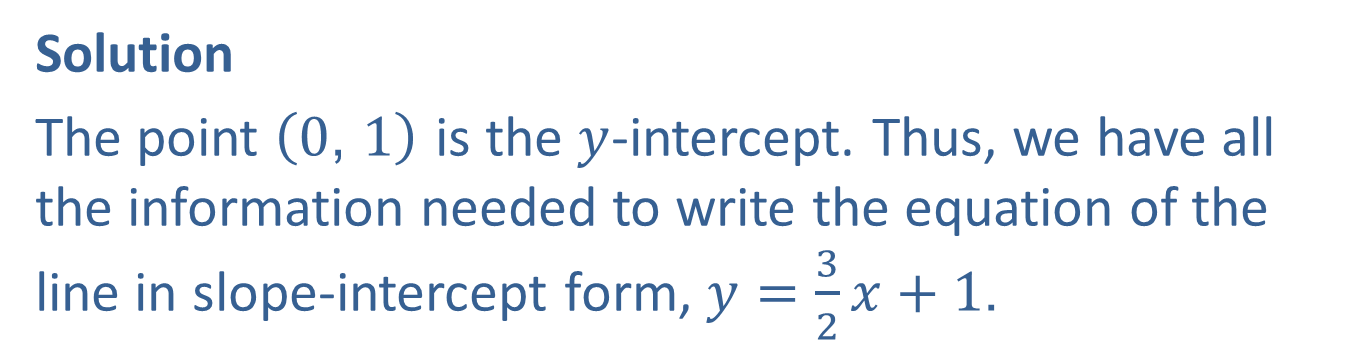 Solution
The point (0, 1) is the y-intercept. Thus, we have all
the information needed to write the equation of the
line in slope-intercept form, y = 3/2 x + 1.